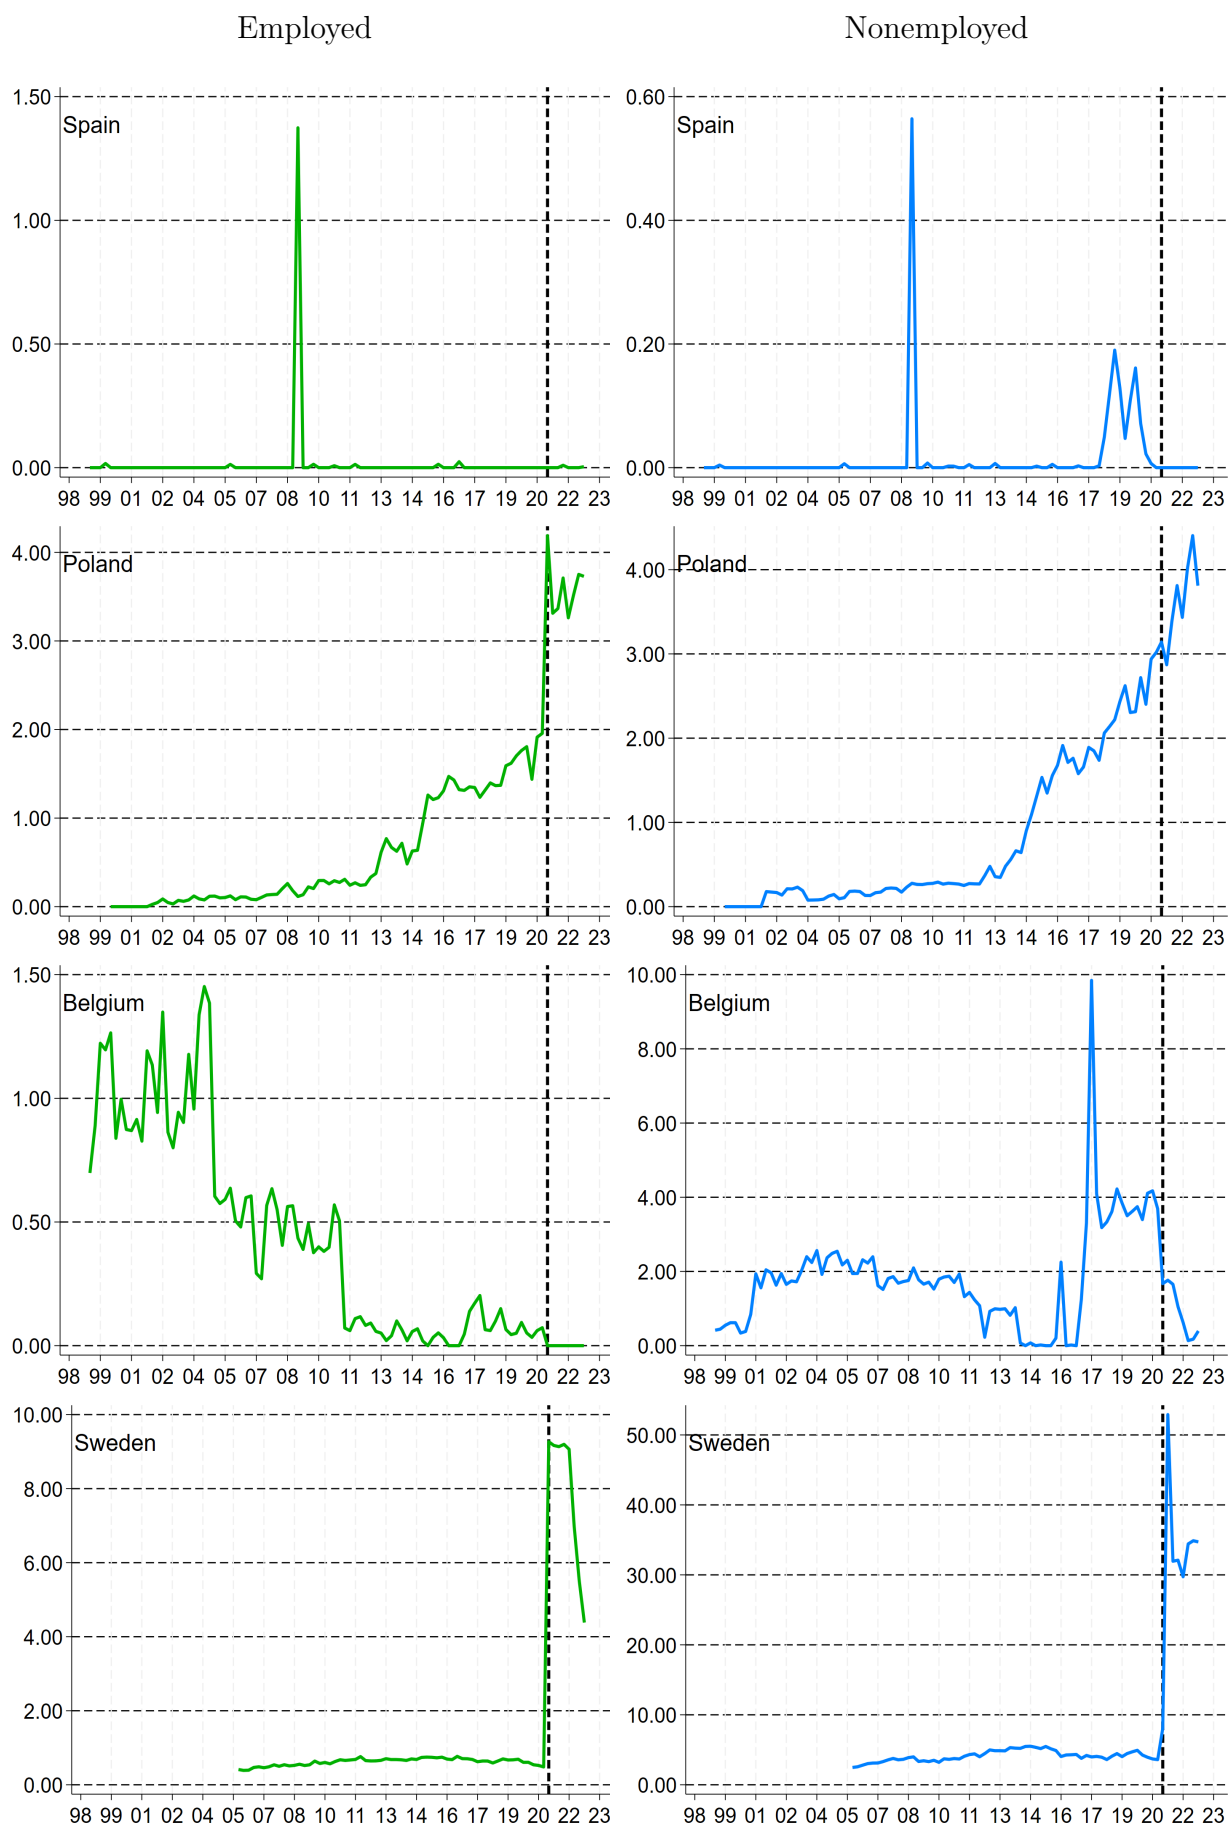 Employed Nonemployed
1.50 0.60
Spain Spain
1.00 0.40
0.50 0.20
0.00 0.00
98 99 01 02 04 05 07 08 10 11 13 14 16 17 19 20 22 23 98 99 01 02 04 05 07 08 10 11 13 14 16 17 19 20 22 23
4.00 Poland 4.00 Poland
3.00 3.00
2.00 2.00
1.00 1.00
0.00 0.00
98 99 01 02 04 05 07 08 10 11 13 14 16 17 19 20 22 23 98 99 01 02 04 05 07 08 10 11 13 14 16 17 19 20 22 23
1.50 10.00
Belgium Belgium
8.00
1.00
6.00
4.00
0.50
2.00
0.00 0.00
98 99 01 02 04 05 07 08 10 11 13 14 16 17 19 20 22 23 98 99 01 02 04 05 07 08 10 11 13 14 16 17 19 20 22 23
10.00
Sweden 50.00 Sweden
8.00 40.00
6.00 30.00
4.00 20.00
2.00 10.00
0.00 0.00
98 99 01 02 04 05 07 08 10 11 13 14 16 17 19 20 22 23 98 99 01 02 04 05 07 08 10 11 13 14 16 17 19 20 22 23